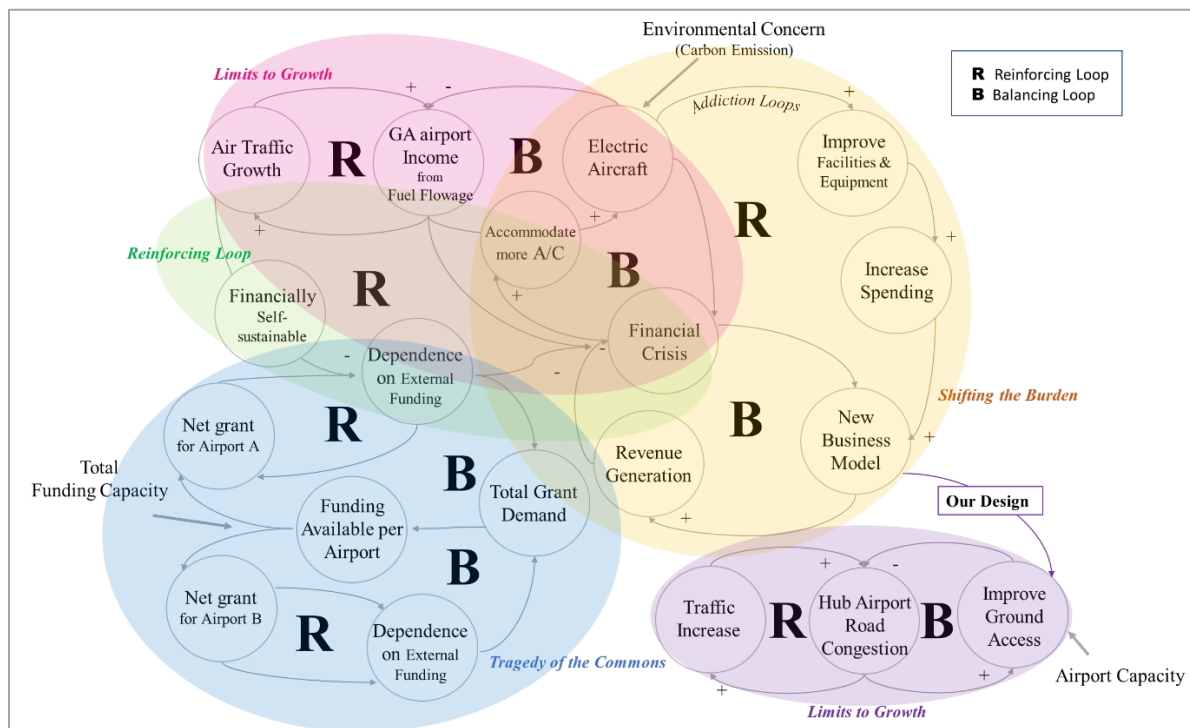 Environmental Concern
(Carbon Emission)
R Reinforcing Loop
B Balancing Loop
Limits to Growth
+
-
Addiction Loops
+
Air Traffic
Growth
R
GA airport
Income
from
Fuel Flowage
B
Electric
Aircraft
Improve
Facilities &
Equipment
R
+
Accommodate
more A/C
+
+
Reinforcing Loop
B
+
Increase
Spending
R
Financially
Self-
sustainable
Financial
Crisis
-
-
Dependence
on External
Funding
-
Shifting the Burden
Net grant
for Airport A
R
B
New
Business
Model
+
Revenue
Generation
Total
Funding Capacity
B
Total Grant
Demand
Funding
Available per
Airport
Our Design
+
B
Net grant
for Airport B
R
Dependence
on External
Funding
Tragedy of the Commons
+
-
Traffic
Increase
R
Hub Airport
Road
Congestion
B
Improve
Ground
Access
+
+
Airport Capacity
Limits to Growth